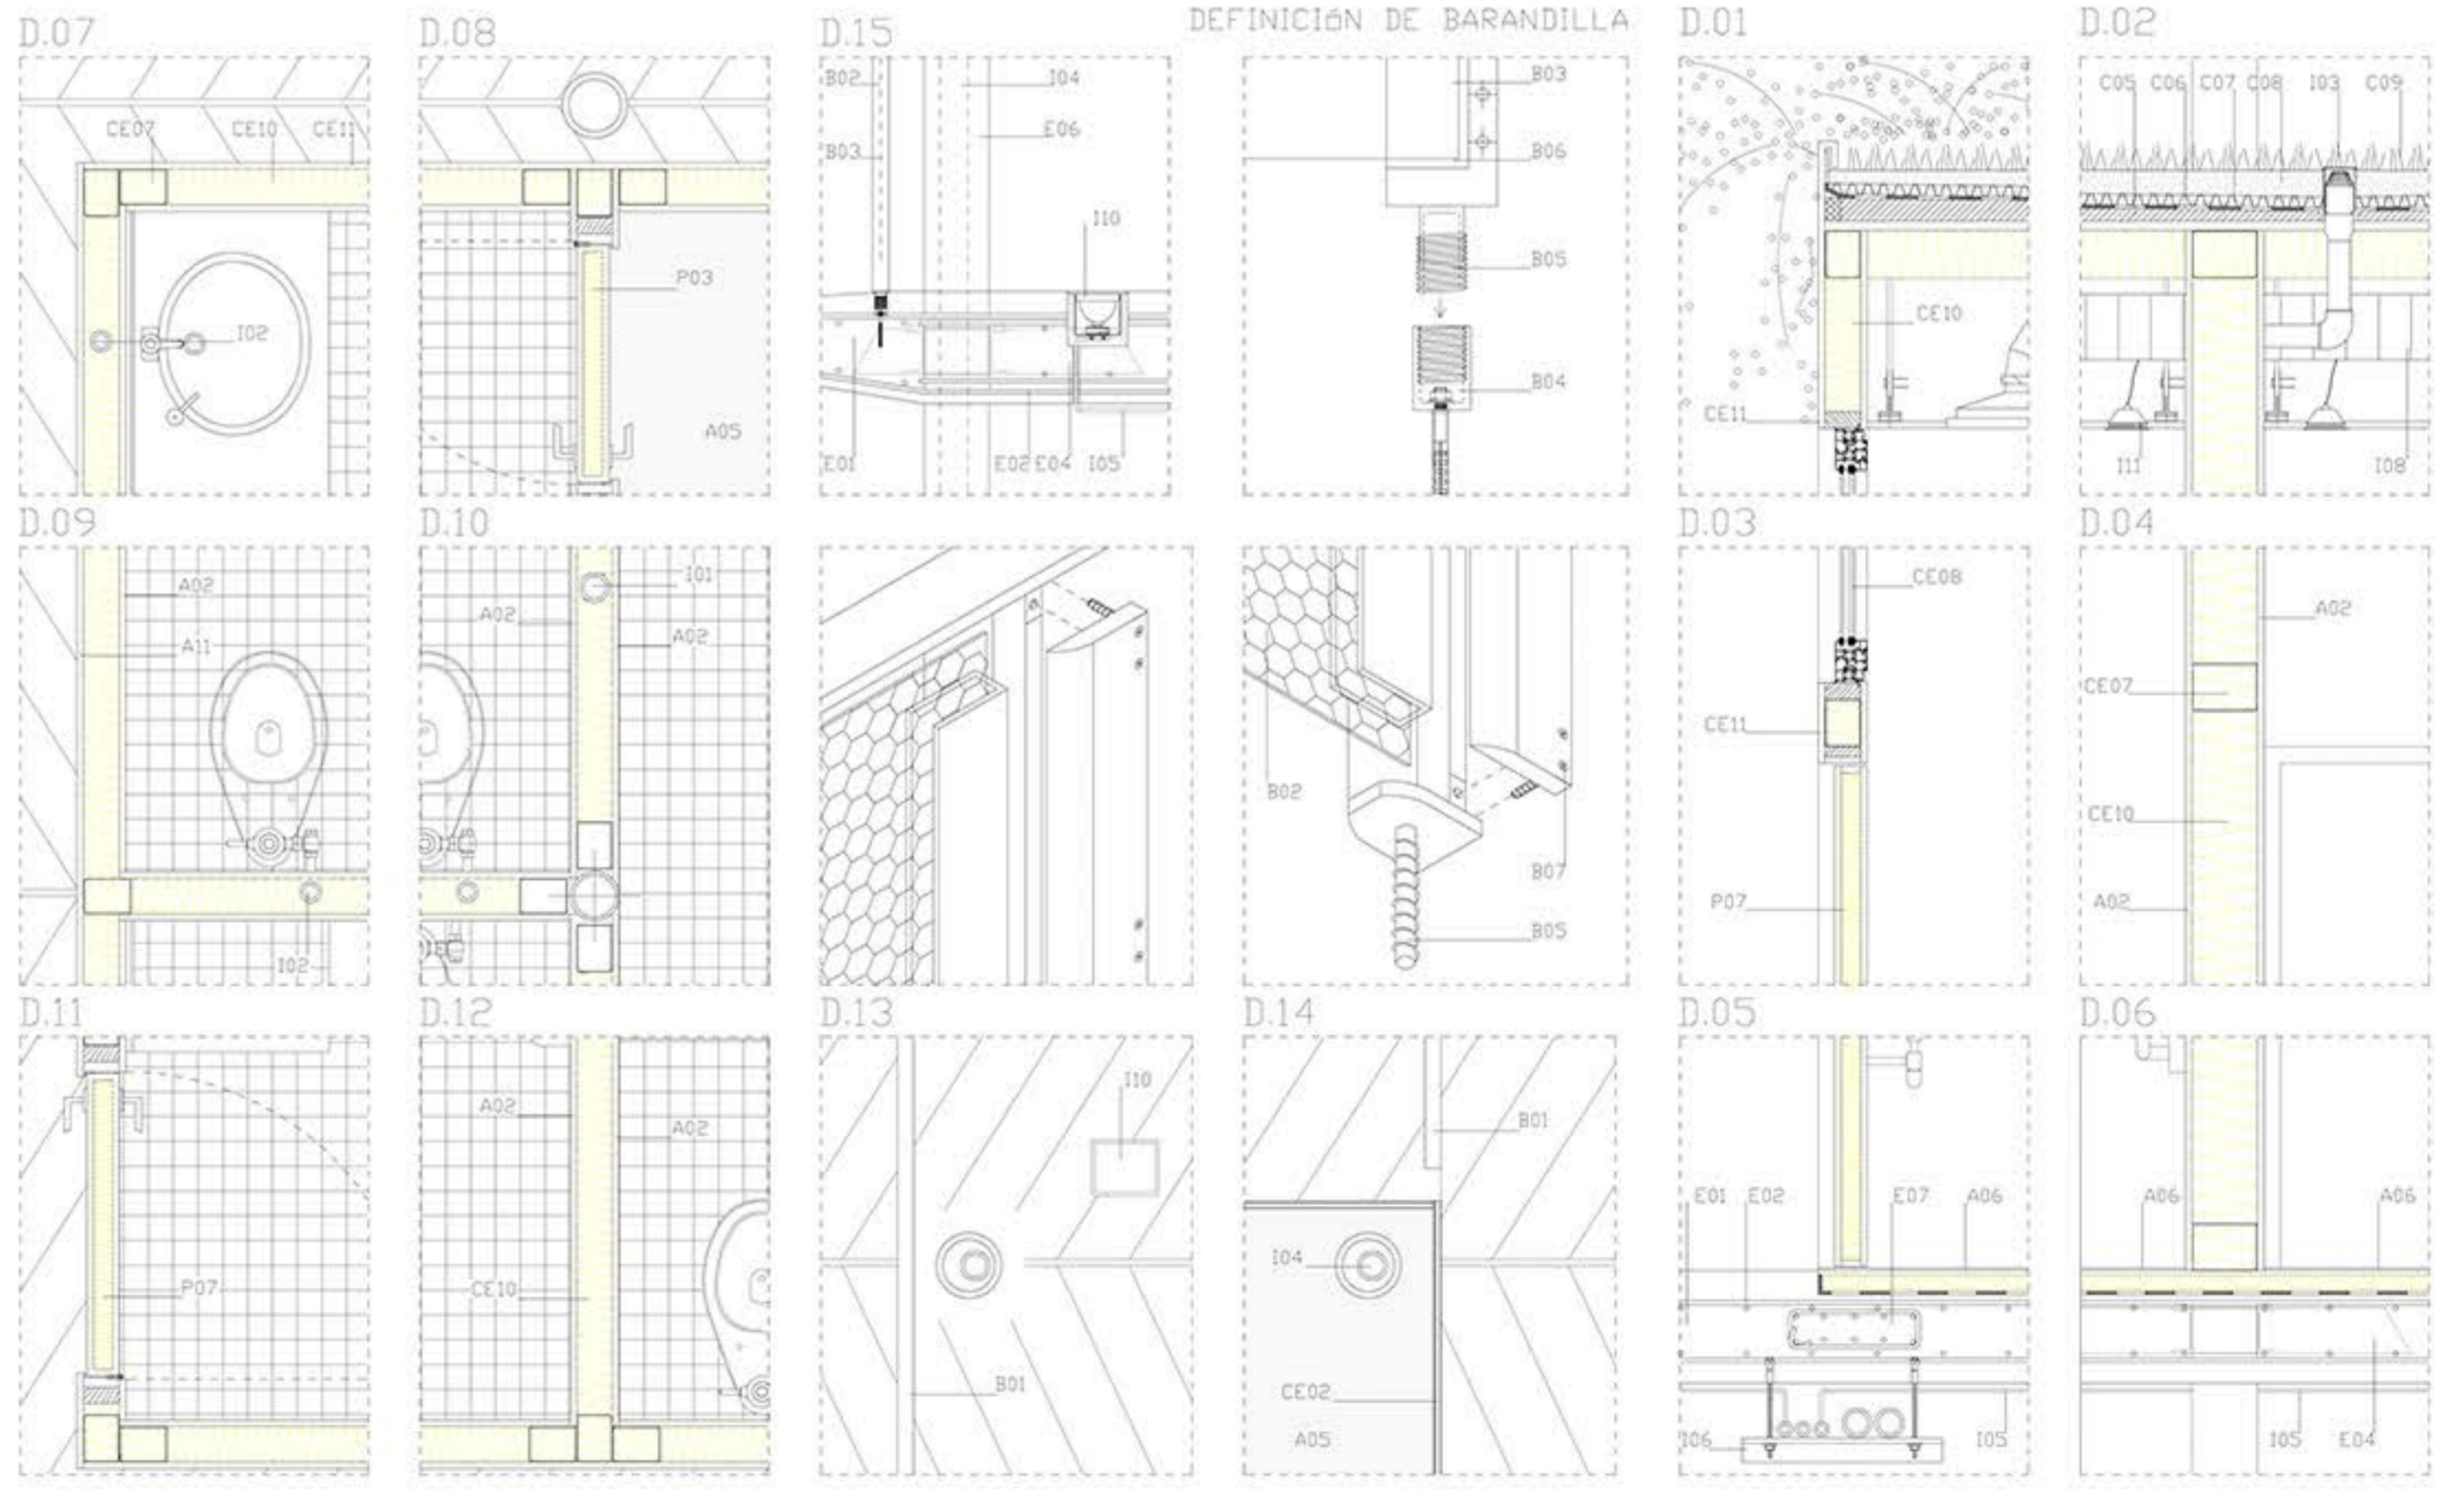 D.07
CE07 CE10 CE11
I02
D.08
P03
A05
D.15
B02
I04
E06
B03
I10
E01
E02 E04 I05
DEFINICIóN DE BARANDILLA
B03
B06
B05
B04
D.01
CE10
CE11
D.02
C05 C06 C07 C08 I03 C09
I11
I08
D.09
A02
A11
I02
D.10
I01
A02
A02
B02
B07
B05
D.03
CE08
CE11
P07
D.04
A02
CE07
CE10
A02
D.11
P07
D.12
A02
A02
CE10
D.13
I10
B01
D.14
B01
I04
CE02
A05
D.05
E01 E02 E07 A06
I06
I05
D.06
A06 A06
I05 E04